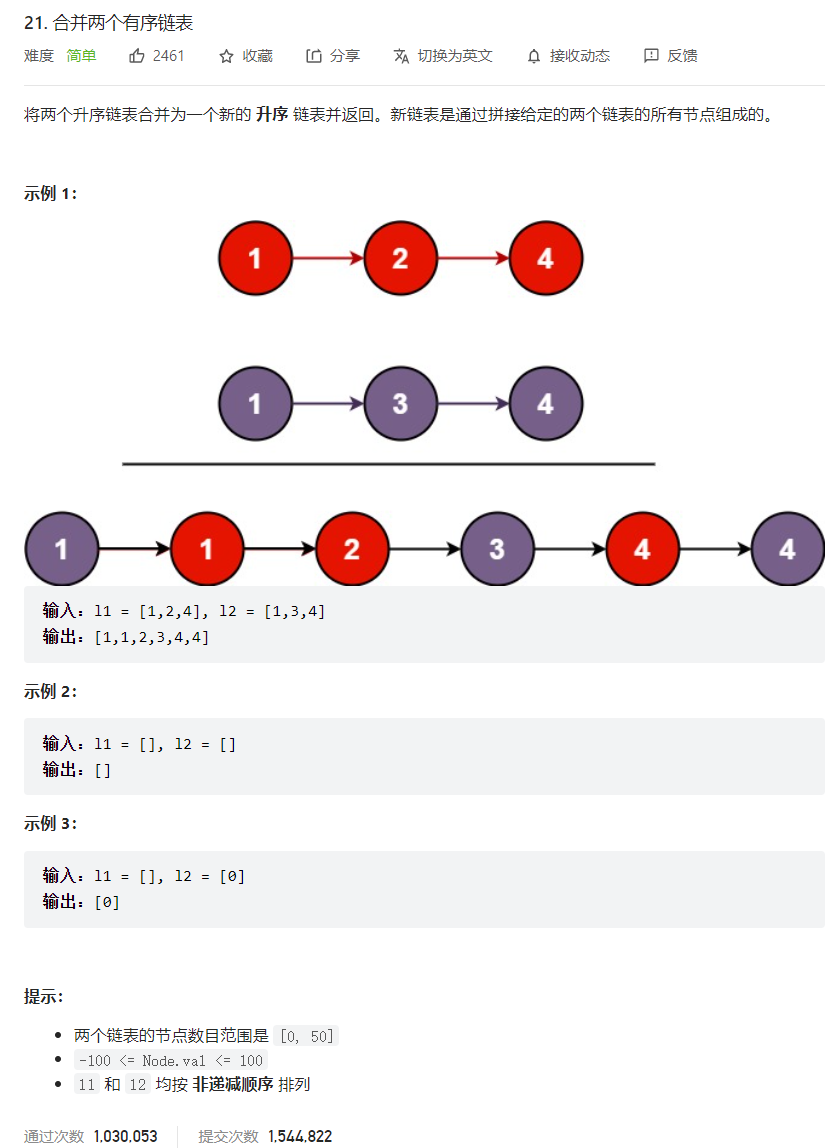 21. 合并两个有序链表
难度 简单 2461 收藏 分享 切换为英文 接收动态 反馈
将两个升序链表合并为一个新的 升序 链表并返回。新链表是通过拼接给定的两个链表的所有节点组成的。
示例 1：
1 2 4
1 3 4
1 1 2 3 4 4
输入：l1 = [1,2,4], l2 = [1,3,4]
输出：[1,1,2,3,4,4]
示例 2：
输入：l1 = [], l2 = []
输出：[]
示例 3：
输入：l1 = [], l2 = [0]
输出：[0]
提示：
两个链表的节点数目范围是 [0, 50]
-100 <= Node.val <= 100
l1 和 l2 均按 非递减顺序 排列
通过次数 1,030,053 提交次数 1,544,822